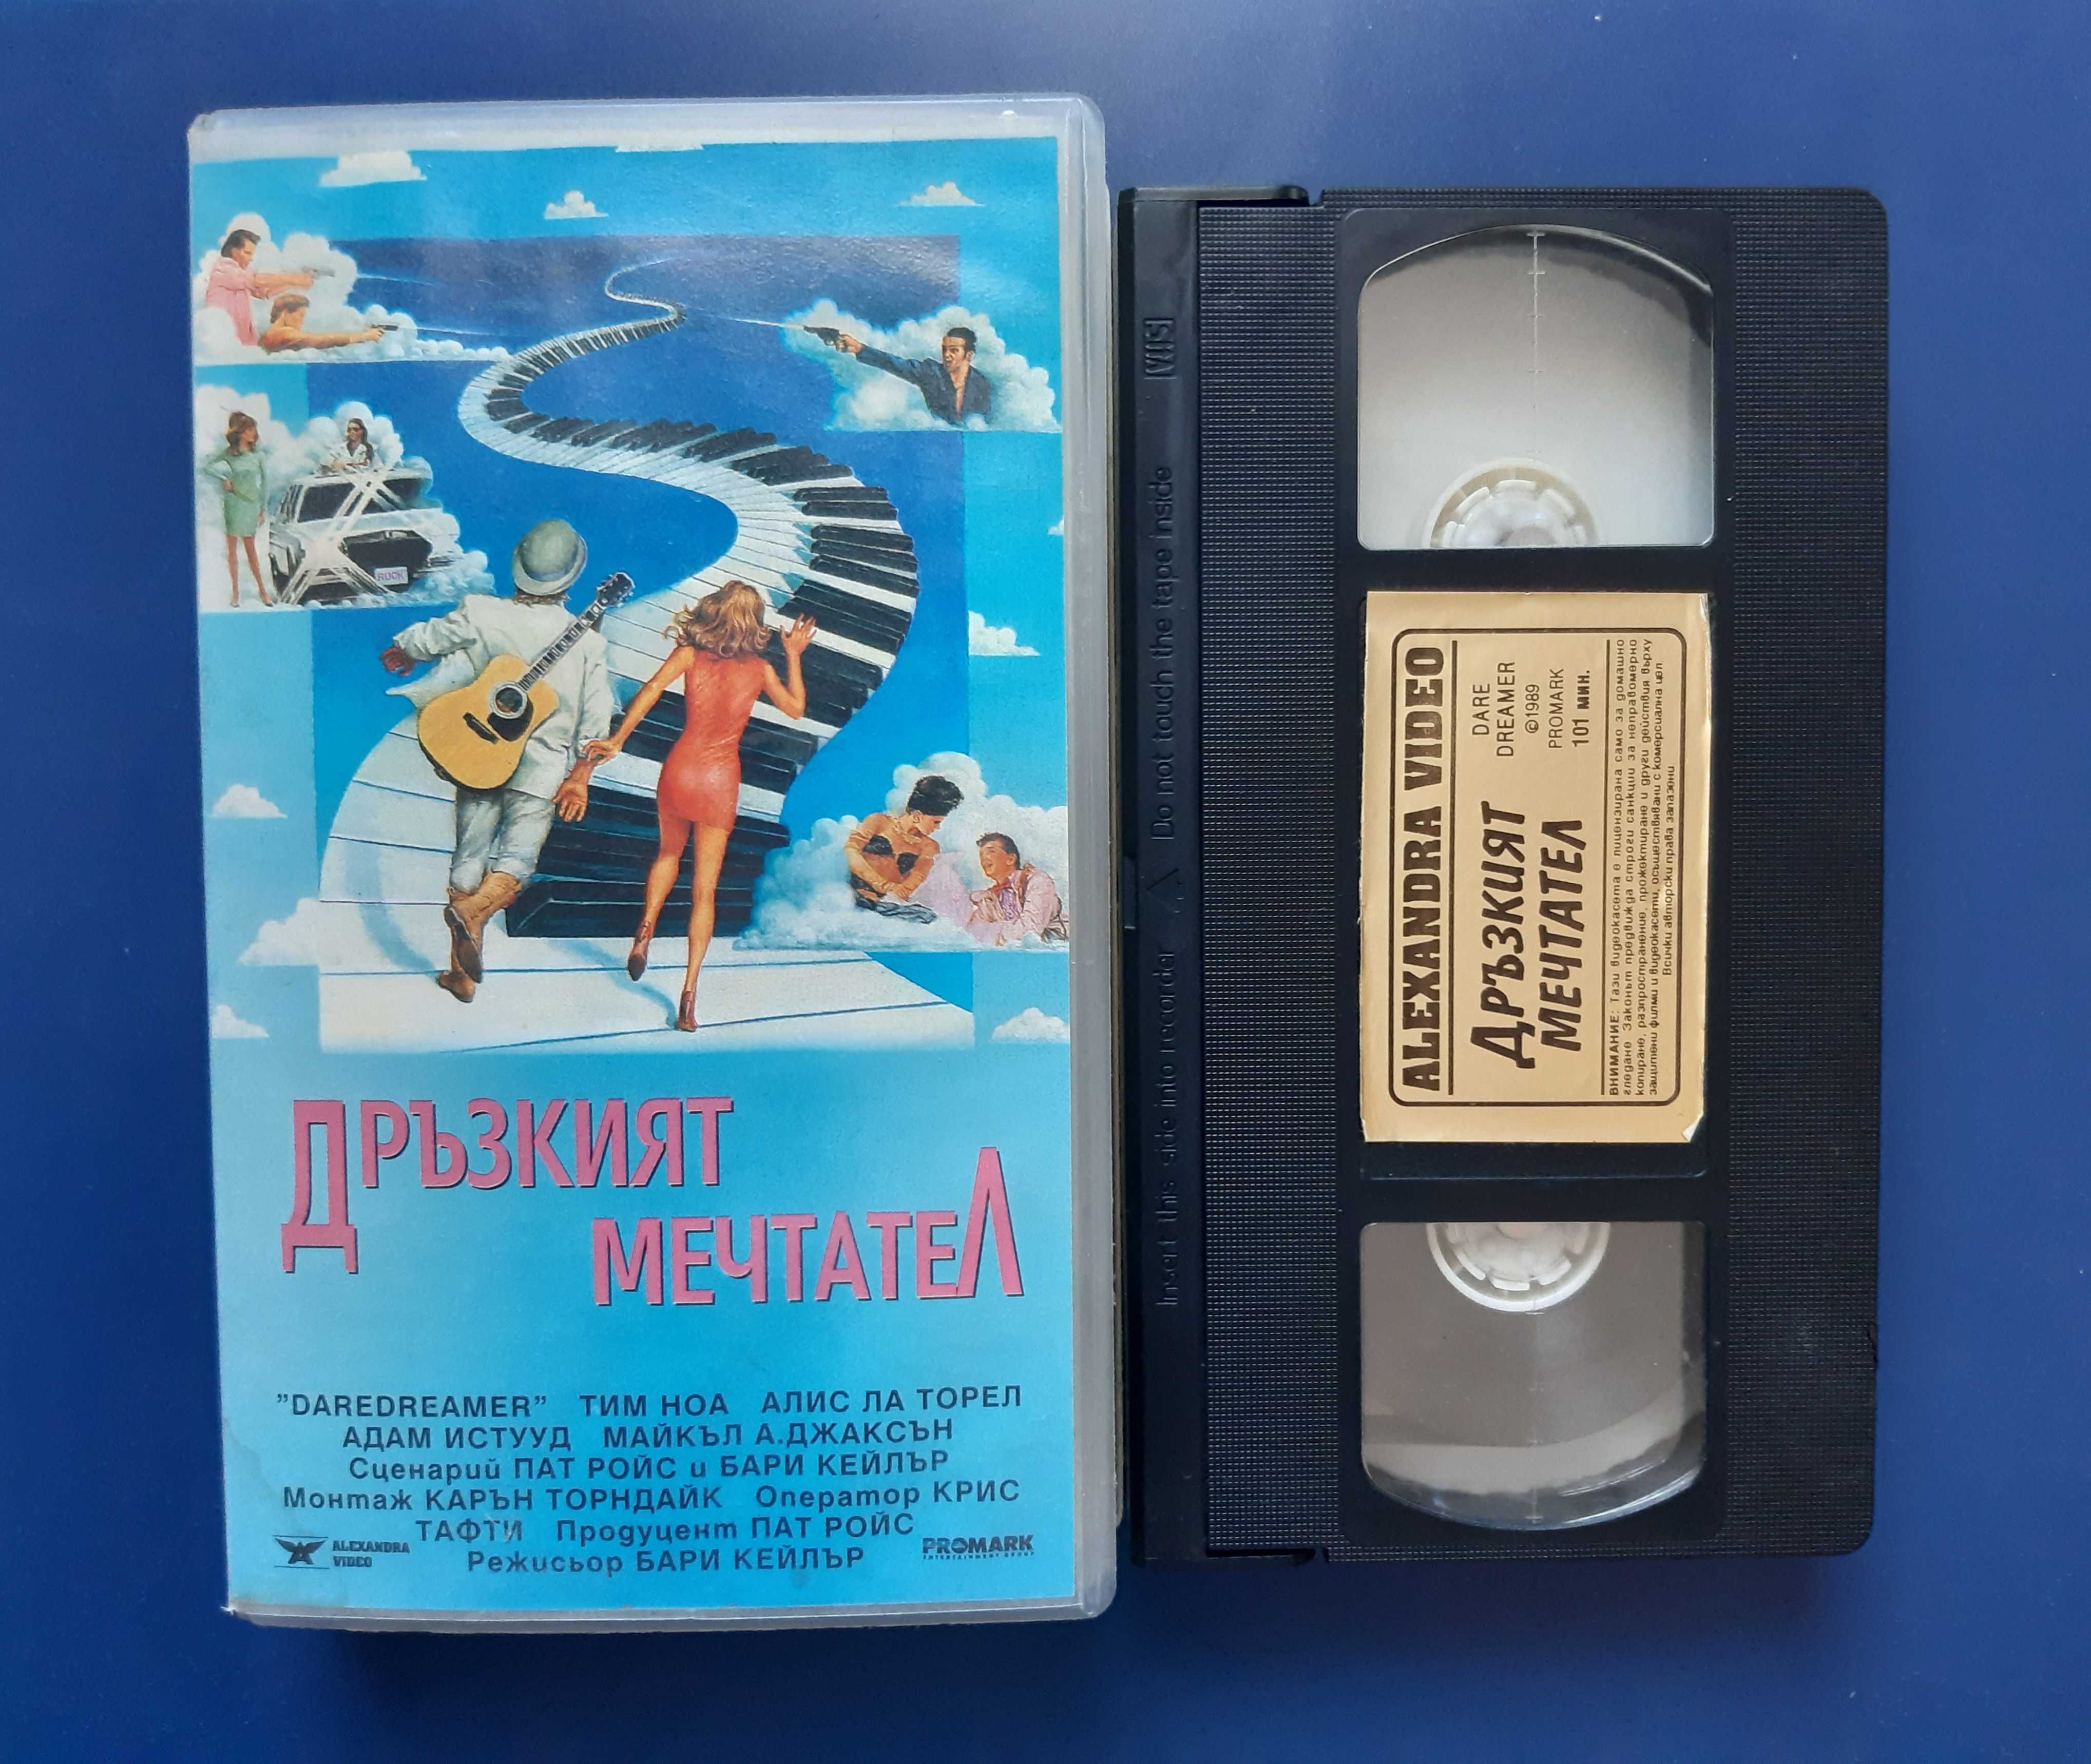 ROCK
ДРЪЗКИЯТ
МЕЧТАТЕЛ
”DAREDREAMER” ТИМ НОА АЛИС ЛА ТОРЕЛ
АДАМ ИСТУУД МАЙКЪЛ А.ДЖАКСЪН
Сценарий ПАТ РОЙС и БАРИ КЕЙЛЪР
Монтаж КАРЪН ТОРНДАЙК Оператор КРИС
ТАФТИ Продуцент ПАТ РОЙС
Режисьор БАРИ КЕЙЛЪР
ALEXANDRA
VIDEO
PROMARK
ENTERTAINMENT GROUP
VHS
Insert this side into recorder △ Do not touch the tape inside
ALEXANDRA VIDEO
ДРЪЗКИЯТ
МЕЧТАТЕЛ
DARE
DREAMER
©1989
PROMARK
101 мин.
ВНИМАНИЕ: Тази видеокасета е лицензирана само за домашно
гледане. Законът предвижда строги санкции за неправомерно
копиране, разпространение, прожектиране и други действия върху
защитени филми и видеокасети, осъществявани с комерсиална цел
Всички авторски права запазени